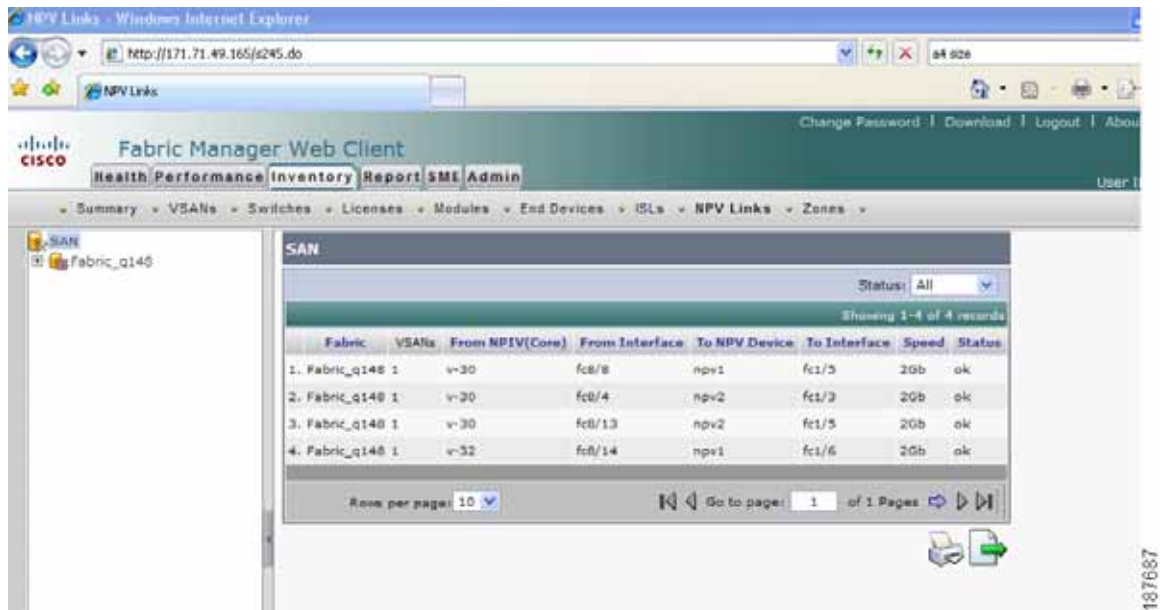 NPV Links - Windows Internet Explorer
http://171.71.49.165/s245.do
a4 size
NPV Links
Change Password | Download | Logout |
CISCO
Fabric Manager Web Client
Health Performance Inventory Report SME Admin
User
Summary VSANs Switches Licenses Modules End Devices ISLs NPV Links Zones
SAN
Fabric_q148
SAN
Status: All
Showing 1-4 of 4 records
Fabric VSANs From NPIV(Core) From Interface To NPV Device To Interface Speed Status
1. Fabric_q148 1 v-30 fc8/8 npv1 fc1/5 2Gb ok
2. Fabric_q148 1 v-30 fc8/4 npv2 fc1/3 2Gb ok
3. Fabric_q148 1 v-30 fc8/13 npv2 fc1/5 2Gb ok
4. Fabric_q148 1 v-32 fc8/14 npv1 fc1/6 2Gb ok
Rows per page: 10 Go to page: 1 of 1 Pages
187687